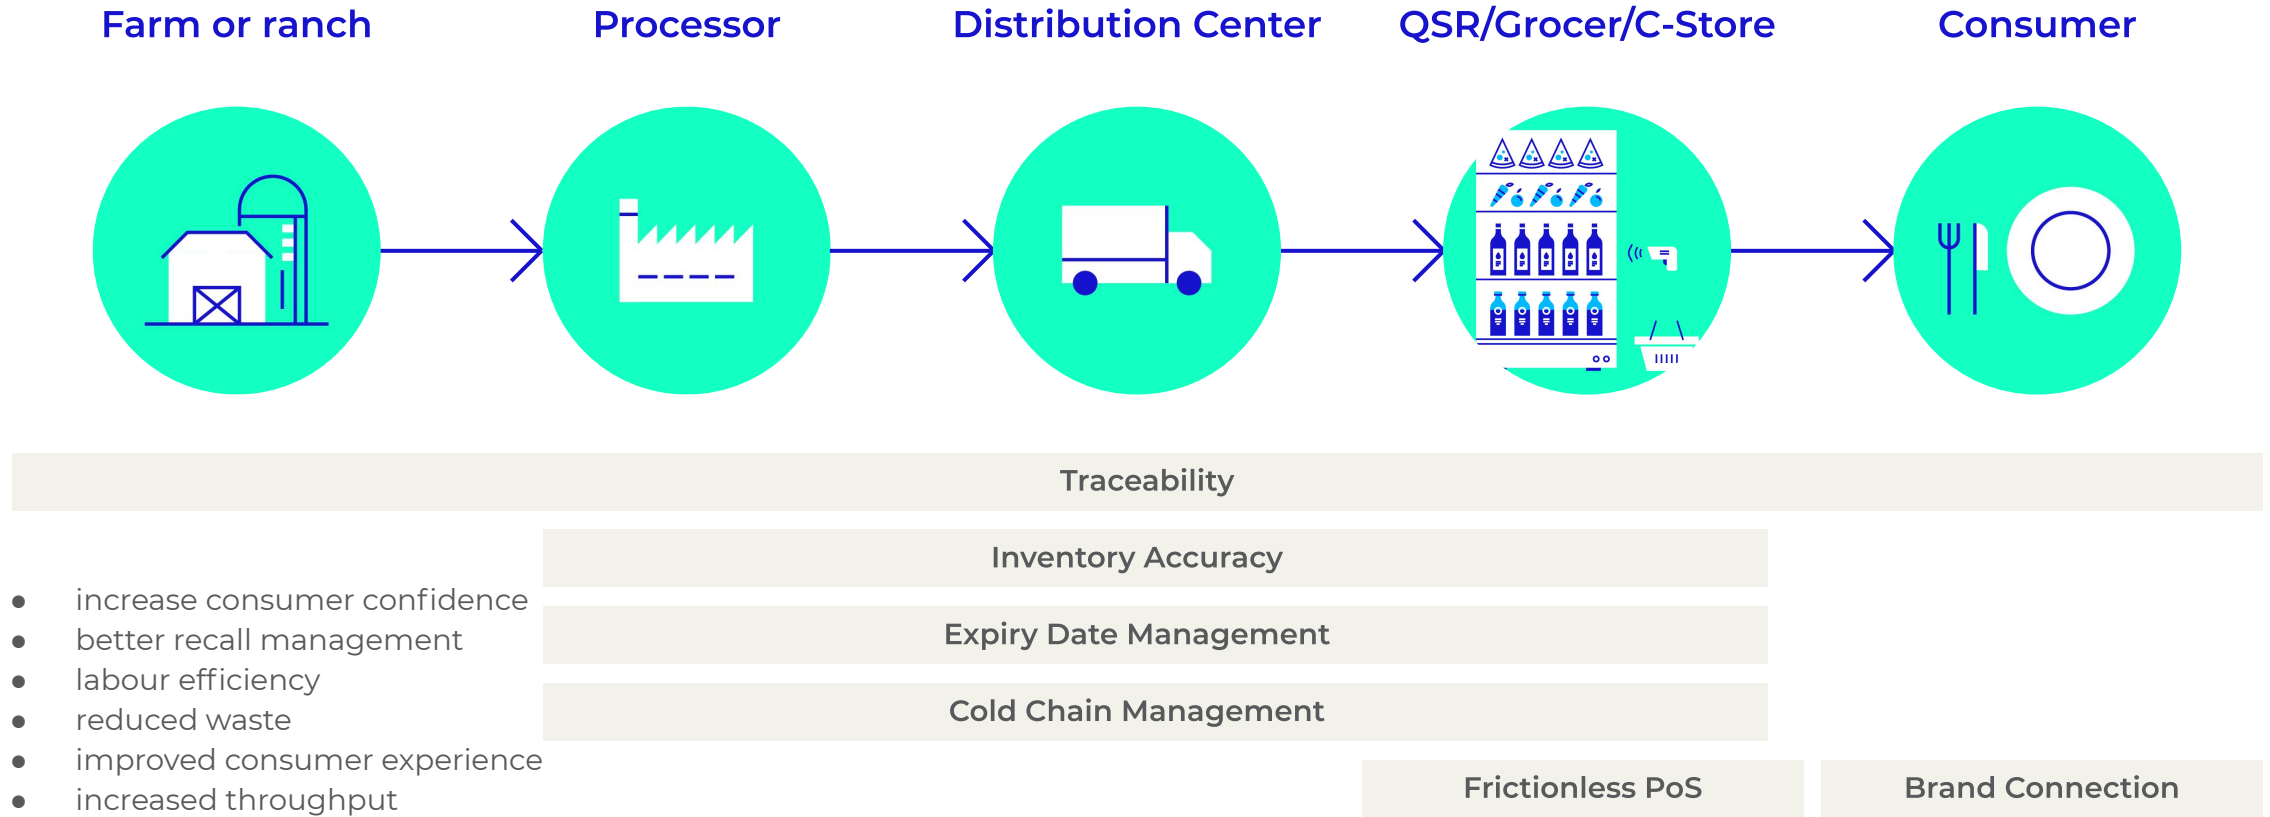 Farm or ranch
Processor
Distribution Center
QSR/Grocer/C-Store
Consumer
Traceability
Inventory Accuracy
Expiry Date Management
Cold Chain Management
Frictionless PoS
Brand Connection
● increase consumer confidence
● better recall management
● labour efficiency
● reduced waste
● improved consumer experience
● increased throughput